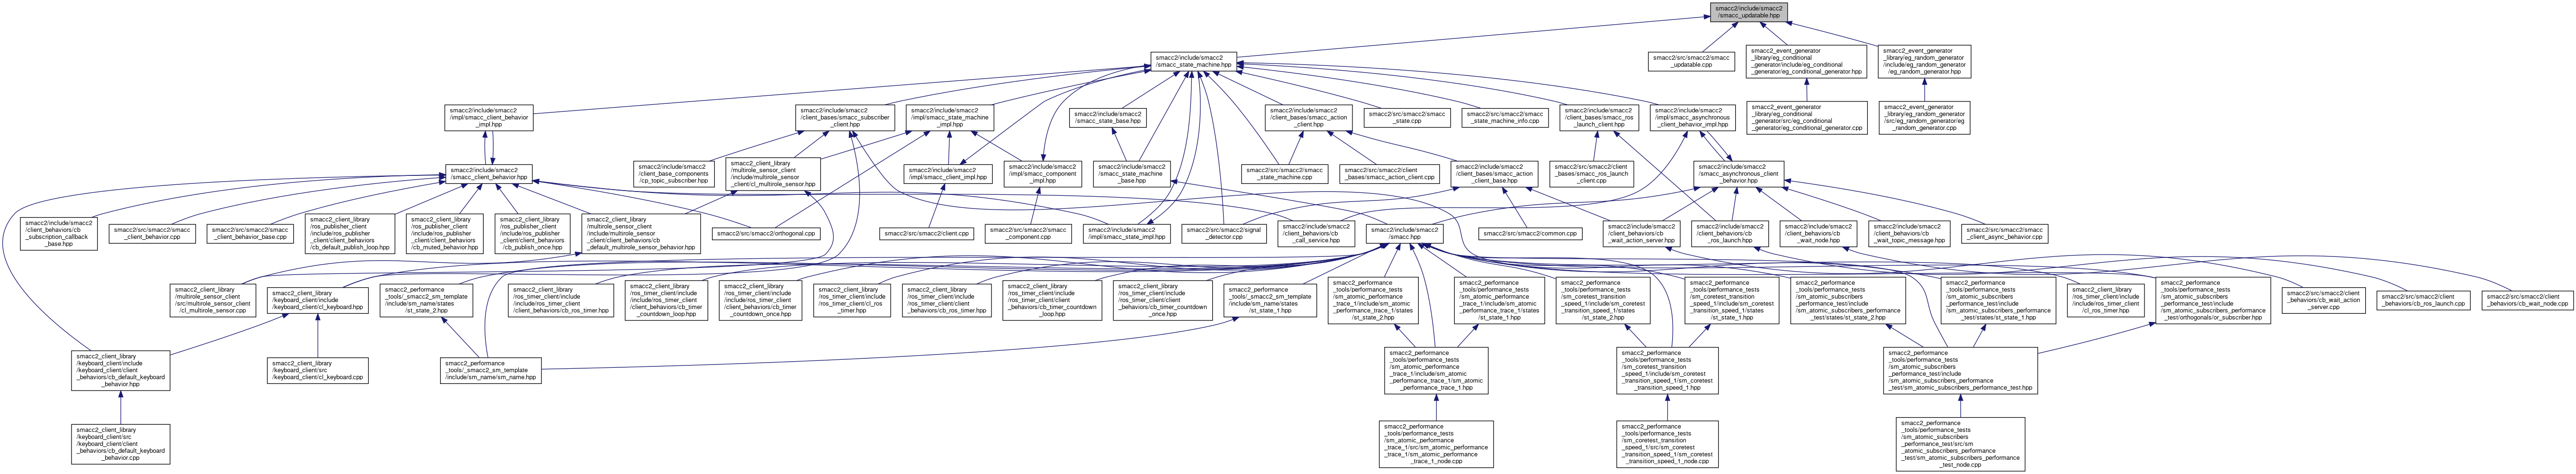 smacc2/include/smacc2
/smacc_updatable.hpp
smacc2/include/smacc2
/smacc_state_machine.hpp
smacc2/src/smacc2/smacc
_updatable.cpp
smacc2_event_generator
_library/eg_conditional
_generator/include/eg_conditional
_generator/eg_conditional_generator.hpp
smacc2_event_generator
_library/eg_random_generator
/include/eg_random_generator
/eg_random_generator.hpp
smacc2/include/smacc2
/impl/smacc_client_behavior
_impl.hpp
smacc2/include/smacc2
/client_bases/smacc_subscriber
_client.hpp
smacc2/include/smacc2
/impl/smacc_state_machine
_impl.hpp
smacc2/include/smacc2
/smacc_state_base.hpp
smacc2/include/smacc2
/client_bases/smacc_action
_client.hpp
smacc2/src/smacc2/smacc
_state.cpp
smacc2/src/smacc2/smacc
_state_machine_info.cpp
smacc2/include/smacc2
/client_bases/smacc_ros
_launch_client.hpp
smacc2/include/smacc2
/impl/smacc_asynchronous
_client_behavior_impl.hpp
smacc2_event_generator
_library/eg_conditional
_generator/src/eg_conditional
_generator/eg_conditional_generator.cpp
smacc2_event_generator
_library/eg_random_generator
/src/eg_random_generator/eg
_random_generator.cpp
smacc2/include/smacc2
/smacc_client_behavior.hpp
smacc2/include/smacc2
/client_base_components
/cp_topic_subscriber.hpp
smacc2_client_library
/multirole_sensor_client
/include/multirole_sensor
_client/cl_multirole_sensor.hpp
smacc2/include/smacc2
/impl/smacc_client_impl.hpp
smacc2/include/smacc2
/impl/smacc_component
_impl.hpp
smacc2/include/smacc2
/smacc_state_machine
_base.hpp
smacc2/src/smacc2/smacc
_state_machine.cpp
smacc2/src/smacc2/client
_bases/smacc_action_client.cpp
smacc2/include/smacc2
/client_bases/smacc_action
_client_base.hpp
smacc2/src/smacc2/client
_bases/smacc_ros_launch
_client.cpp
smacc2/include/smacc2
/smacc_asynchronous_client
_behavior.hpp
smacc2/include/smacc2
/client_behaviors/cb
_subscription_callback
_base.hpp
smacc2/src/smacc2/smacc
_client_behavior.cpp
smacc2/src/smacc2/smacc
_client_behavior_base.cpp
smacc2_client_library
/ros_publisher_client
/include/ros_publisher
_client/client_behaviors
/cb_default_publish_loop.hpp
smacc2_client_library
/ros_publisher_client
/include/ros_publisher
_client/client_behaviors
/cb_muted_behavior.hpp
smacc2_client_library
/ros_publisher_client
/include/ros_publisher
_client/client_behaviors
/cb_publish_once.hpp
smacc2_client_library
/multirole_sensor_client
/include/multirole_sensor
_client/client_behaviors/cb
_default_multirole_sensor_behavior.hpp
smacc2/src/smacc2/orthogonal.cpp
smacc2/src/smacc2/client.cpp
smacc2/src/smacc2/smacc
_component.cpp
smacc2/include/smacc2
/impl/smacc_state_impl.hpp
smacc2/src/smacc2/signal
_detector.cpp
smacc2/include/smacc2
/client_behaviors/cb
_call_service.hpp
smacc2/include/smacc2
/smacc.hpp
smacc2/src/smacc2/common.cpp
smacc2/include/smacc2
/client_behaviors/cb
_wait_action_server.hpp
smacc2/include/smacc2
/client_behaviors/cb
_ros_launch.hpp
smacc2/include/smacc2
/client_behaviors/cb
_wait_node.hpp
smacc2/include/smacc2
/client_behaviors/cb
_wait_topic_message.hpp
smacc2/src/smacc2/smacc
_client_async_behavior.cpp
smacc2_client_library
/multirole_sensor_client
/src/multirole_sensor_client
/cl_multirole_sensor.cpp
smacc2_client_library
/keyboard_client/include
/keyboard_client/cl_keyboard.hpp
smacc2_performance
_tools/_smacc2_sm_template
/include/sm_name/states
/st_state_2.hpp
smacc2_client_library
/ros_timer_client/include
/include/ros_timer_client
/client_behaviors/cb_ros_timer.hpp
smacc2_client_library
/ros_timer_client/include
/include/ros_timer_client
/client_behaviors/cb_timer
_countdown_loop.hpp
smacc2_client_library
/ros_timer_client/include
/include/ros_timer_client
/client_behaviors/cb_timer
_countdown_once.hpp
smacc2_client_library
/ros_timer_client/include
/ros_timer_client/cl_ros
_timer.hpp
smacc2_client_library
/ros_timer_client/include
/ros_timer_client/client
_behaviors/cb_ros_timer.hpp
smacc2_client_library
/ros_timer_client/include
/ros_timer_client/client
_behaviors/cb_timer_countdown
_loop.hpp
smacc2_client_library
/ros_timer_client/include
/ros_timer_client/client
_behaviors/cb_timer_countdown
_once.hpp
smacc2_performance
_tools/_smacc2_sm_template
/include/sm_name/states
/st_state_1.hpp
smacc2_performance
_tools/performance_tests
/sm_atomic_performance
_trace_1/include/sm_atomic
_performance_trace_1/states
/st_state_2.hpp
smacc2_performance
_tools/performance_tests
/sm_atomic_performance
_trace_1/include/sm_atomic
_performance_trace_1/states
/st_state_1.hpp
smacc2_performance
_tools/performance_tests
/sm_coretest_transition
_speed_1/include/sm_coretest
_transition_speed_1/states
/st_state_2.hpp
smacc2_performance
_tools/performance_tests
/sm_coretest_transition
_speed_1/include/sm_coretest
_transition_speed_1/states
/st_state_1.hpp
smacc2_performance
_tools/performance_tests
/sm_atomic_subscribers
_performance_test/include
/sm_atomic_subscribers_performance
_test/states/st_state_2.hpp
smacc2_performance
_tools/performance_tests
/sm_atomic_subscribers
_performance_test/include
/sm_atomic_subscribers_performance
_test/states/st_state_1.hpp
smacc2_client_library
/ros_timer_client/include
/include/ros_timer_client
/cl_ros_timer.hpp
smacc2_performance
_tools/performance_tests
/sm_atomic_subscribers
_performance_test/include
/sm_atomic_subscribers_performance
_test/orthogonals/or_subscriber.hpp
smacc2/src/smacc2/client
_behaviors/cb_wait_action
_server.cpp
smacc2/src/smacc2/client
_behaviors/cb_ros_launch.cpp
smacc2/src/smacc2/client
_behaviors/cb_wait_node.cpp
smacc2_client_library
/keyboard_client/include
/keyboard_client/client
_behaviors/cb_default_keyboard
_behavior.hpp
smacc2_client_library
/keyboard_client/src
/keyboard_client/cl_keyboard.cpp
smacc2_performance
_tools/_smacc2_sm_template
/include/sm_name/sm_name.hpp
smacc2_performance
_tools/performance_tests
/sm_atomic_performance
_trace_1/include/sm_atomic
_performance_trace_1/sm_atomic
_performance_trace_1.hpp
smacc2_performance
_tools/performance_tests
/sm_coretest_transition
_speed_1/include/sm_coretest
_transition_speed_1/sm_coretest
_transition_speed_1.hpp
smacc2_performance
_tools/performance_tests
/sm_atomic_subscribers
_performance_test/include
/sm_atomic_subscribers_performance
_test/sm_atomic_subscribers_performance_test.hpp
smacc2_client_library
/keyboard_client/src
/keyboard_client/client
_behaviors/cb_default_keyboard
_behavior.cpp
smacc2_performance
_tools/performance_tests
/sm_atomic_performance
_trace_1/src/sm_atomic_performance
_trace_1/sm_atomic_performance
_trace_1_node.cpp
smacc2_performance
_tools/performance_tests
/sm_coretest_transition
_speed_1/src/sm_coretest
_transition_speed_1/sm_coretest
_transition_speed_1_node.cpp
smacc2_performance
_tools/performance_tests
/sm_atomic_subscribers
_performance_test/src/sm
_atomic_subscribers_performance
_test/sm_atomic_subscribers_performance
_test_node.cpp